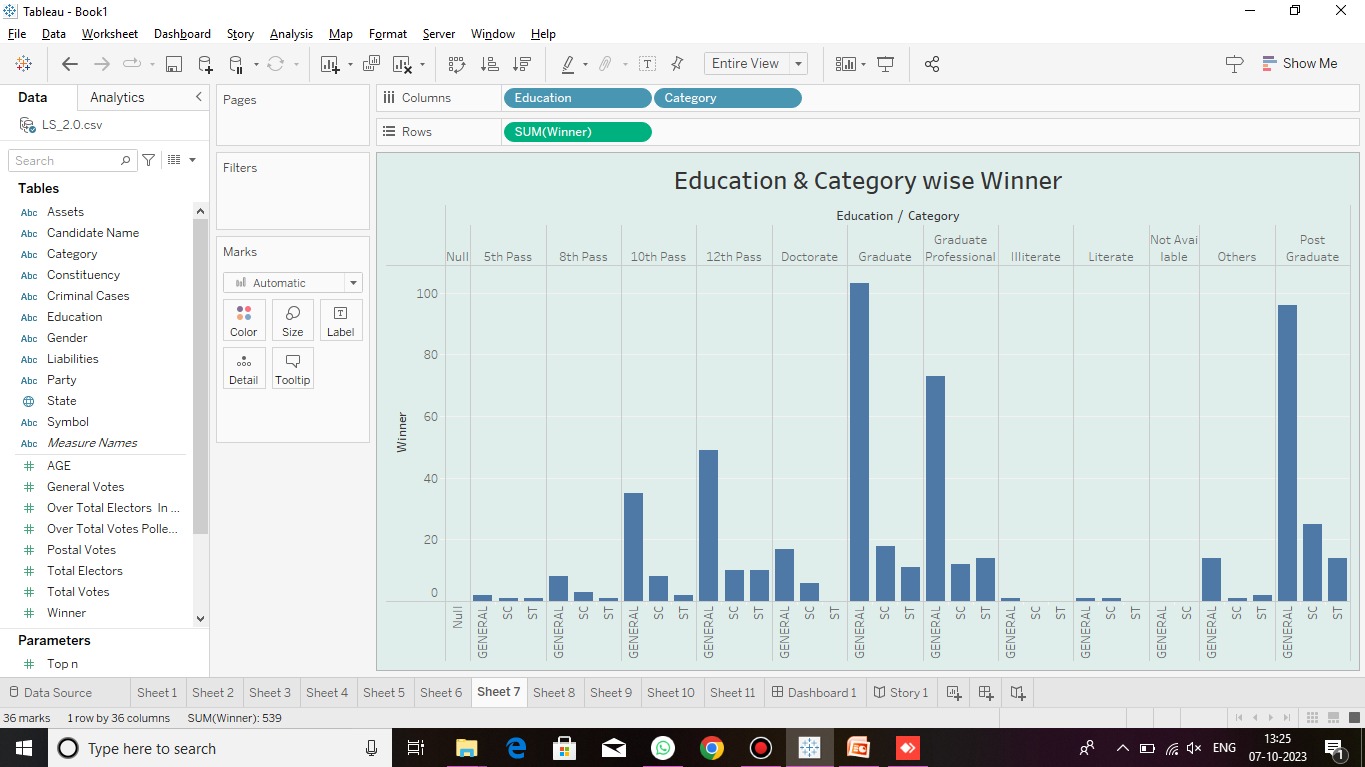 Tableau - Book1
File Data Worksheet Dashboard Story Analysis Map Format Server Window Help
Entire View
Show Me
Data Analytics
LS_2.0.csv
Search
Tables
Abc Assets
Abc Candidate Name
Abc Category
Abc Constituency
Abc Criminal Cases
Abc Education
Abc Gender
Abc Liabilities
Abc Party
State
Abc Symbol
Abc Measure Names
# AGE
# General Votes
# Over Total Electors In ...
# Over Total Votes Polle...
# Postal Votes
# Total Electors
# Total Votes
# Winner
Parameters
# Top n
Pages
Filters
Marks
Automatic
Color Size Label
Detail Tooltip
Columns Education Category
Rows SUM(Winner)
Education & Category wise Winner
Education / Category
Null 5th Pass 8th Pass 10th Pass 12th Pass Doctorate Graduate Graduate Professional Illiterate Literate Not Avai lable Others Post Graduate
Winner
100
80
60
40
20
0
Null GENERAL SC ST GENERAL SC ST GENERAL SC ST GENERAL SC ST GENERAL SC ST GENERAL SC ST GENERAL SC ST GENERAL SC ST GENERAL SC ST GENERAL SC GENERAL SC ST GENERAL SC ST
Data Source Sheet 1 Sheet 2 Sheet 3 Sheet 4 Sheet 5 Sheet 6 Sheet 7 Sheet 8 Sheet 9 Sheet 10 Sheet 11 Dashboard 1 Story 1
36 marks 1 row by 36 columns SUM(Winner): 539
Type here to search
ENG
13:25
07-10-2023
1